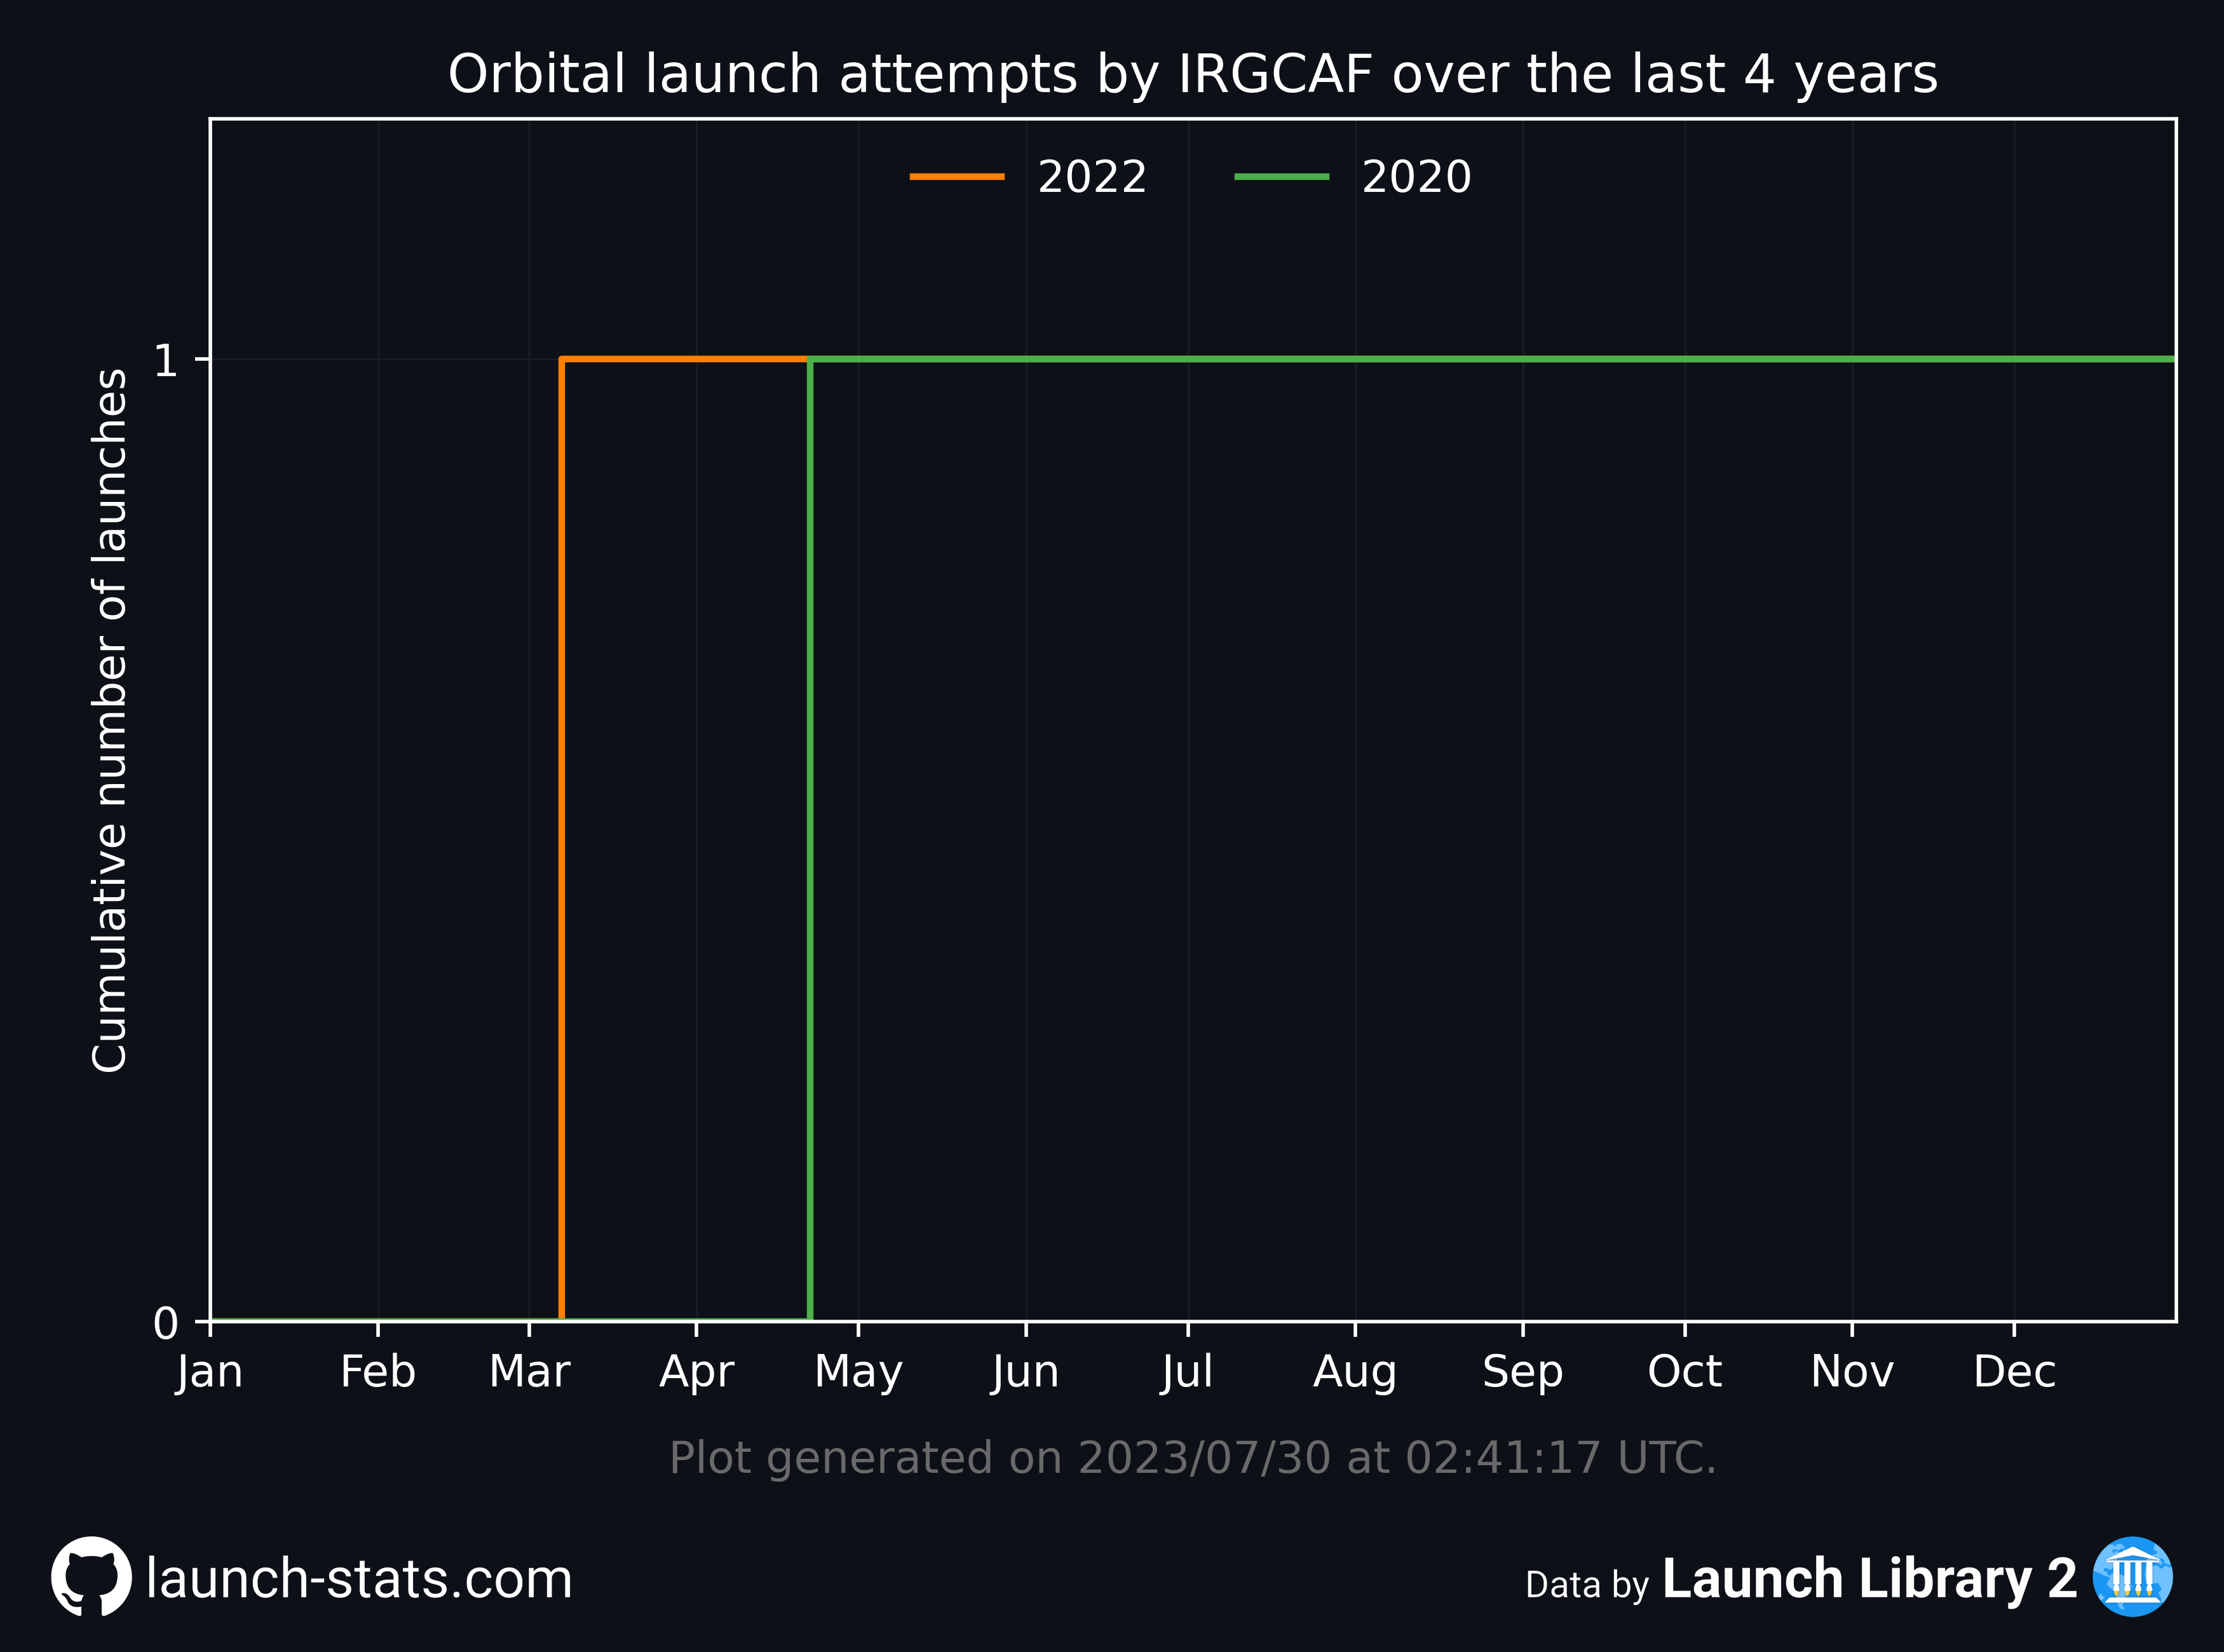 Orbital launch attempts by IRGCAF over the last 4 years
2022 2020
Cumulative number of launches
1
0
Jan Feb Mar Apr May Jun Jul Aug Sep Oct Nov Dec
Plot generated on 2023/07/30 at 02:41:17 UTC.
launch-stats.com
Data by Launch Library 2